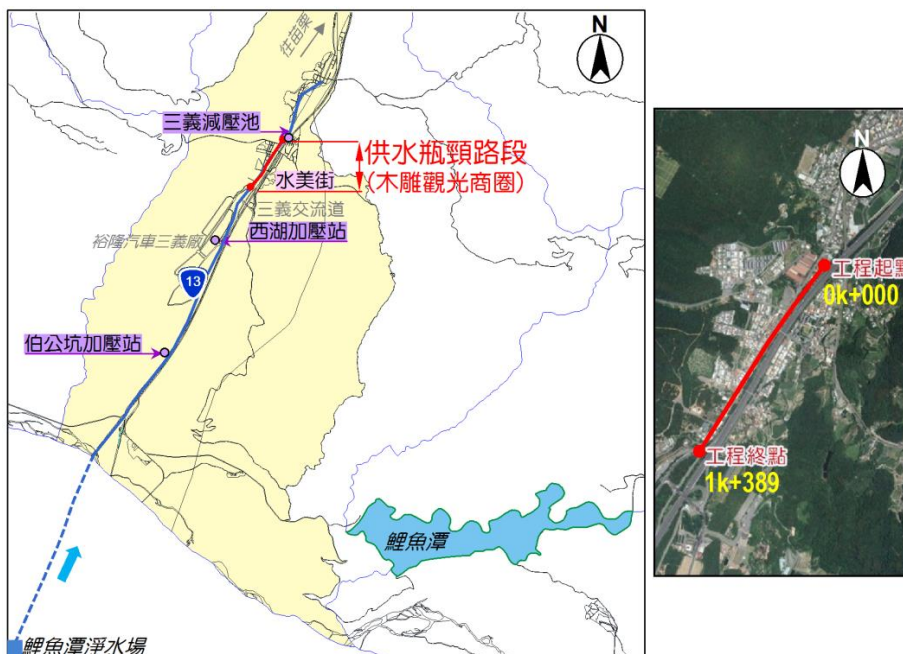 N
往苗栗
三義減壓池
供水瓶頸路段
(木雕觀光商圈)
水美街
三義交流道
裕隆汽車三義廠
西湖加壓站
13
伯公坑加壓站
鯉魚潭
鯉魚潭淨水場
N
工程起點
0k+000
工程終點
1k+389